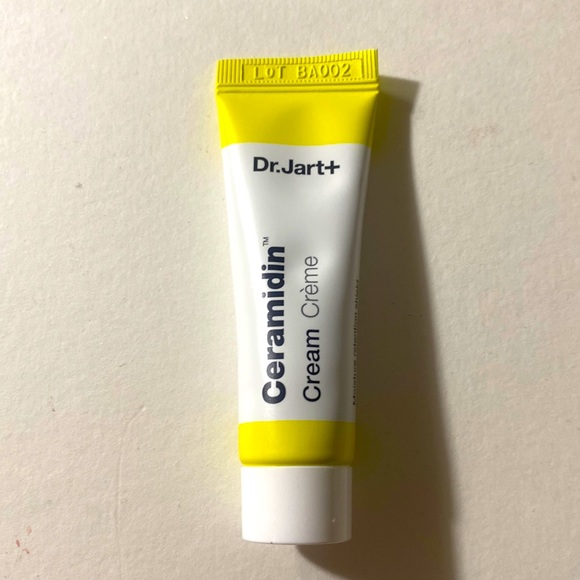 LOT BA002
Dr.Jart+
Ceramidin™
Cream Crème